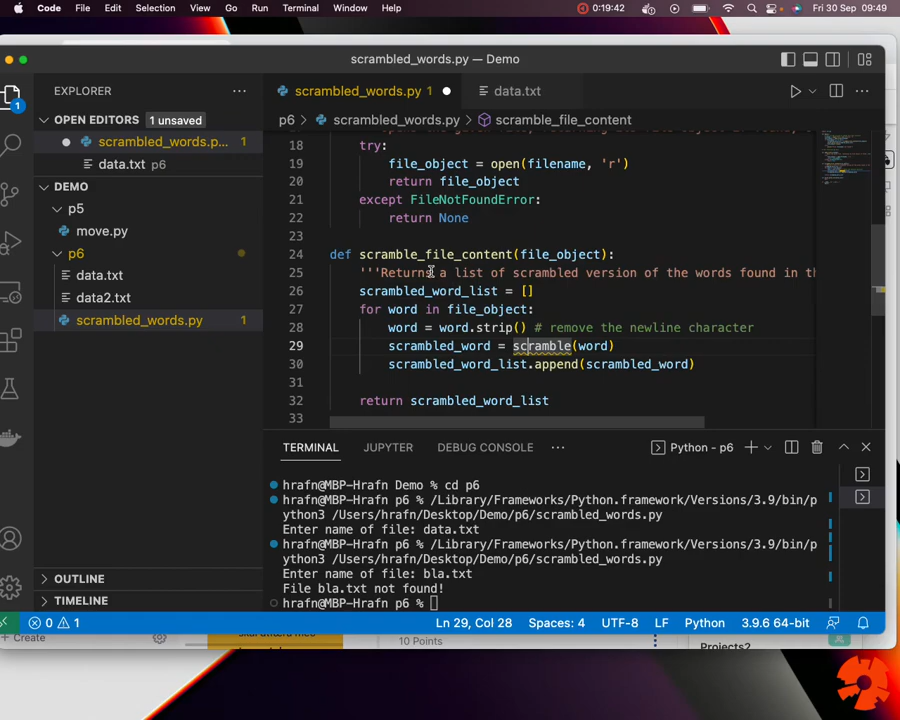 Code File Edit Selection View Go Run Terminal Window Help 0:19:42 Fri 30 Sep 09:49
scrambled_words.py — Demo
EXPLORER ···
scrambled_words.py 1 ● data.txt
1
OPEN EDITORS 1 unsaved
p6 > scrambled_words.py > scramble_file_content
scrambled_words.p... 1
data.txt p6
18 try:
19 file_object = open(filename, 'r')
20 return file_object
21 except FileNotFoundError:
22 return None
23
24 def scramble_file_content(file_object):
25 '''Returns a list of scrambled version of the words found in th
26 scrambled_word_list = []
27 for word in file_object:
28 word = word.strip() # remove the newline character
29 scrambled_word = scramble(word)
30 scrambled_word_list.append(scrambled_word)
31
32 return scrambled_word_list
33
DEMO
p5
move.py
p6
data.txt
data2.txt
scrambled_words.py 1
OUTLINE
TIMELINE
TERMINAL JUPYTER DEBUG CONSOLE ··· Python - p6
hrafn@MBP-Hrafn Demo % cd p6
hrafn@MBP-Hrafn p6 % /Library/Frameworks/Python.framework/Versions/3.9/bin/p
ython3 /Users/hrafn/Desktop/Demo/p6/scrambled_words.py
Enter name of file: data.txt
hrafn@MBP-Hrafn p6 % /Library/Frameworks/Python.framework/Versions/3.9/bin/p
ython3 /Users/hrafn/Desktop/Demo/p6/scrambled_words.py
Enter name of file: bla.txt
File bla.txt not found!
hrafn@MBP-Hrafn p6 %
0 1 Ln 29, Col 28 Spaces: 4 UTF-8 LF Python 3.9.6 64-bit
Create
10 Points
Projects2